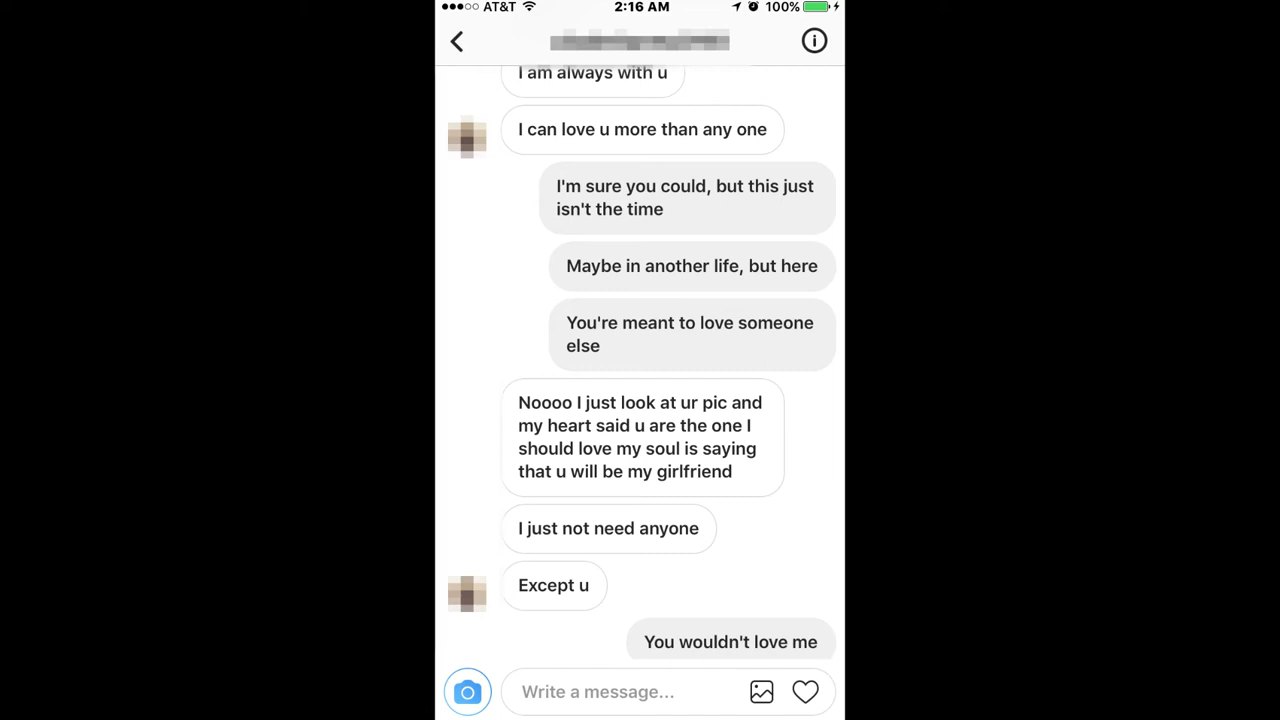 AT&T 2:16 AM 100%
I am always with u
I can love u more than any one
I'm sure you could, but this just
isn't the time
Maybe in another life, but here
You're meant to love someone
else
Noooo I just look at ur pic and
my heart said u are the one I
should love my soul is saying
that u will be my girlfriend
I just not need anyone
Except u
You wouldn't love me
Write a message...